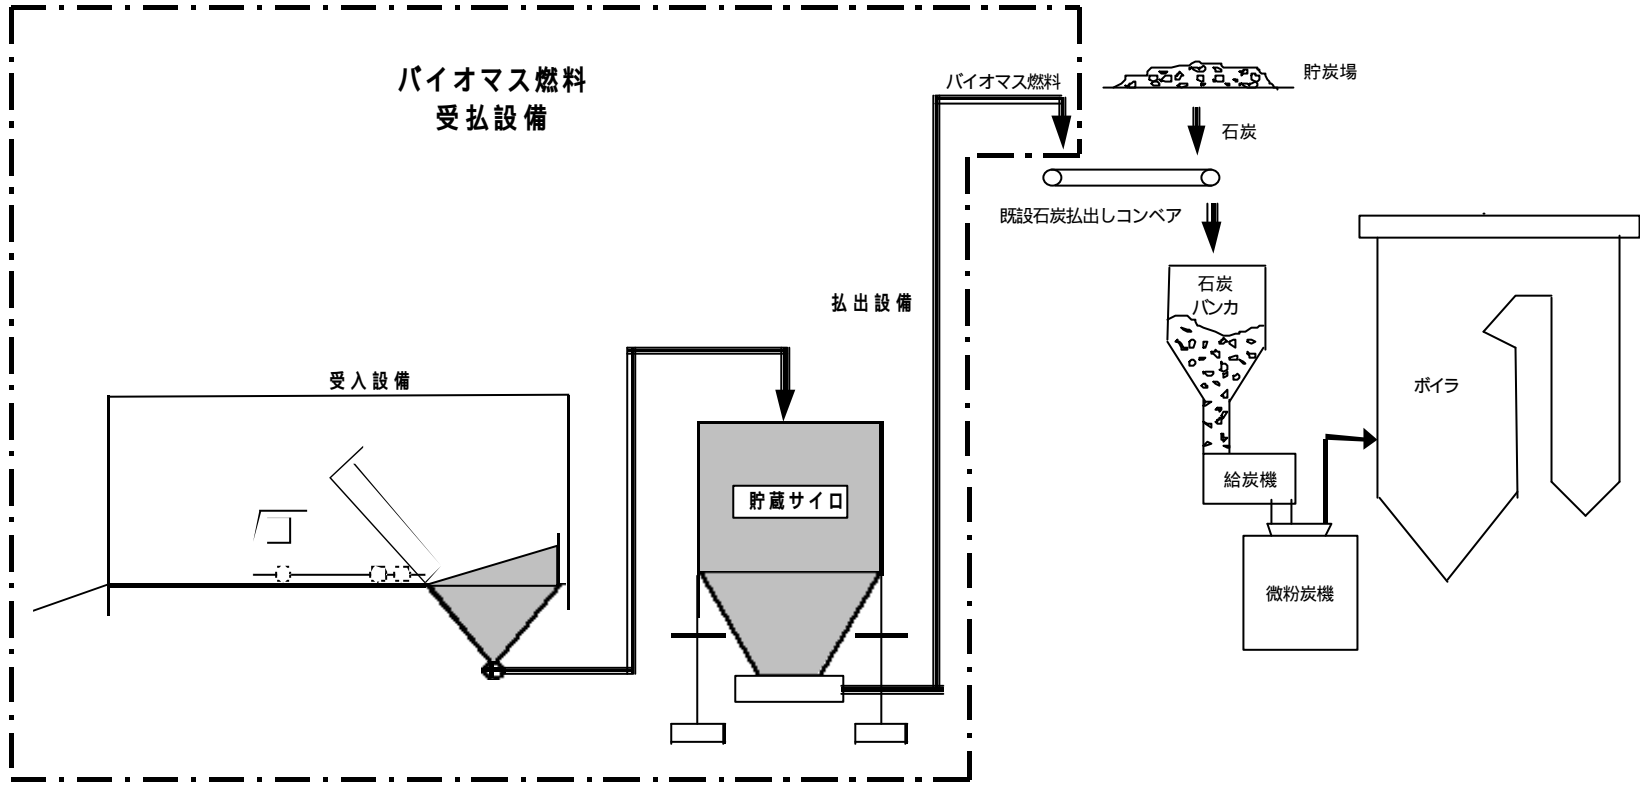 バイオマス燃料
受払設備
バイオマス燃料
貯炭場
石炭
既設石炭払出しコンベア
石炭
バンカ
払出設備
受入設備
ボイラ
貯蔵サイロ
給炭機
微粉炭機